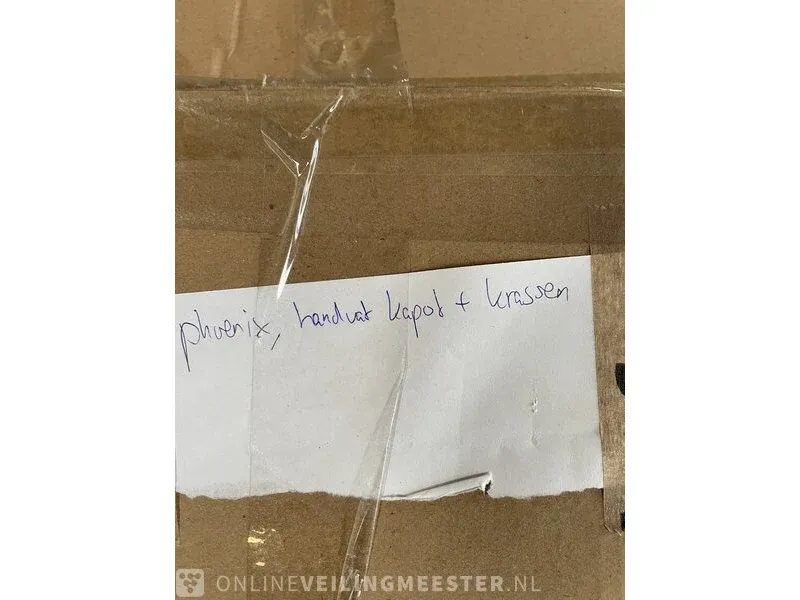 phoenix, handvat kapot + krassen
ONLINEVEILINGMEESTER.NL